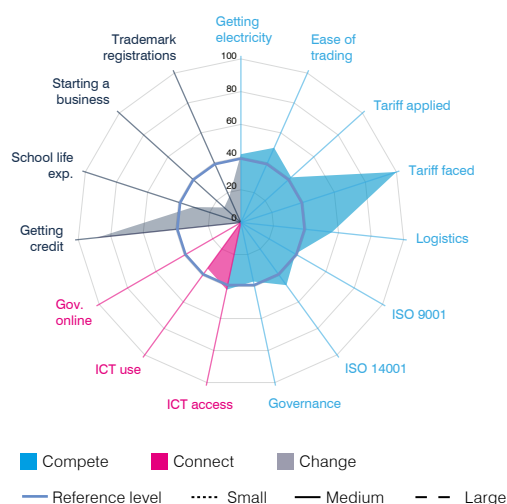 Getting
electricity
Ease of
trading
Tariff applied
Tariff faced
Logistics
ISO 9001
ISO 14001
Governance
ICT access
ICT use
Gov.
online
Getting
credit
School life
exp.
Starting a
business
Trademark
registrations
100
80
60
40
20
0
Compete
Connect
Change
Reference level
Small
Medium
Large